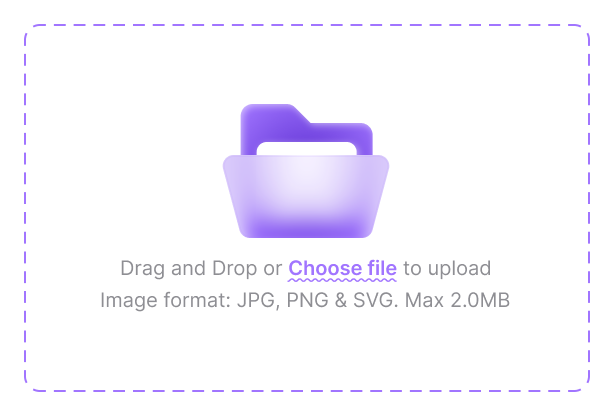 Drag and Drop or Choose file to upload
Image format: JPG, PNG & SVG. Max 2.0MB